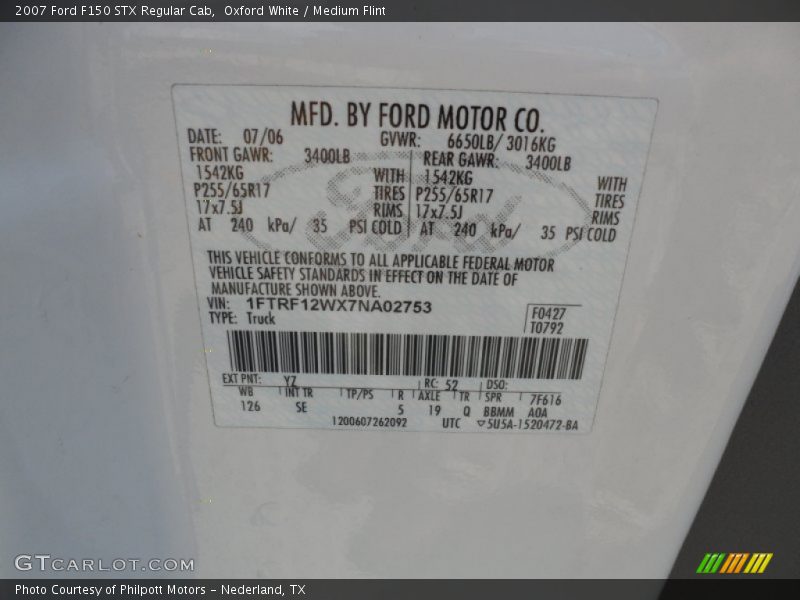 2007 Ford F150 STX Regular Cab, Oxford White / Medium Flint
MFD. BY FORD MOTOR CO.
DATE: 07/06 GVWR: 6650LB/ 3016KG
FRONT GAWR: 3400LB REAR GAWR: 3400LB
1542KG WITH 1542KG WITH
P255/65R17 TIRES P255/65R17 TIRES
17x7.5J RIMS 17x7.5J RIMS
AT 240 kPa/ 35 PSI COLD AT 240 kPa/ 35 PSI COLD
Ford
THIS VEHICLE CONFORMS TO ALL APPLICABLE FEDERAL MOTOR
VEHICLE SAFETY STANDARDS IN EFFECT ON THE DATE OF
MANUFACTURE SHOWN ABOVE.
VIN: 1FTRF12WX7NA02753 F0427
TYPE: Truck T0792
EXT PNT: YZ RC: 52 DSO:
WB INT TR TP/PS R AXLE TR SPR 7F616
126 SE 5 19 Q BBMM A0A
1200607262092 UTC ▽5U5A-1520472-BA
GTCARLOT.COM
Photo Courtesy of Philpott Motors – Nederland, TX